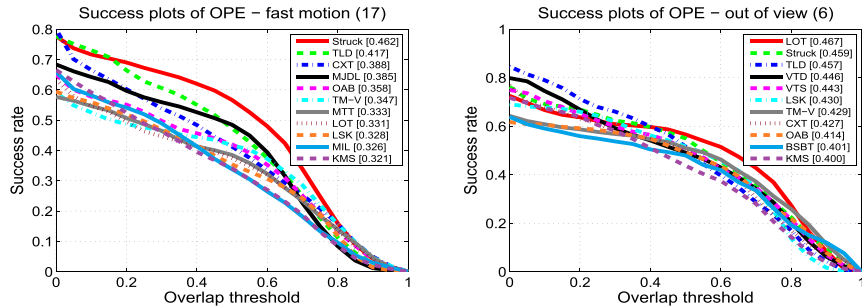 Success plots of OPE − fast motion (17)
Success rate
0.8
0.7
0.6
0.5
0.4
0.3
0.2
0.1
0
Struck [0.462]
TLD [0.417]
CXT [0.388]
MJDL [0.385]
OAB [0.358]
TM−V [0.347]
MTT [0.333]
LOT [0.331]
LSK [0.328]
MIL [0.326]
KMS [0.321]
0 0.2 0.4 0.6 0.8 1
Overlap threshold
Success plots of OPE − out of view (6)
Success rate
1
0.8
0.6
0.4
0.2
0
LOT [0.467]
Struck [0.459]
TLD [0.457]
VTD [0.446]
VTS [0.443]
LSK [0.430]
TM−V [0.429]
CXT [0.427]
OAB [0.414]
BSBT [0.401]
KMS [0.400]
0 0.2 0.4 0.6 0.8 1
Overlap threshold